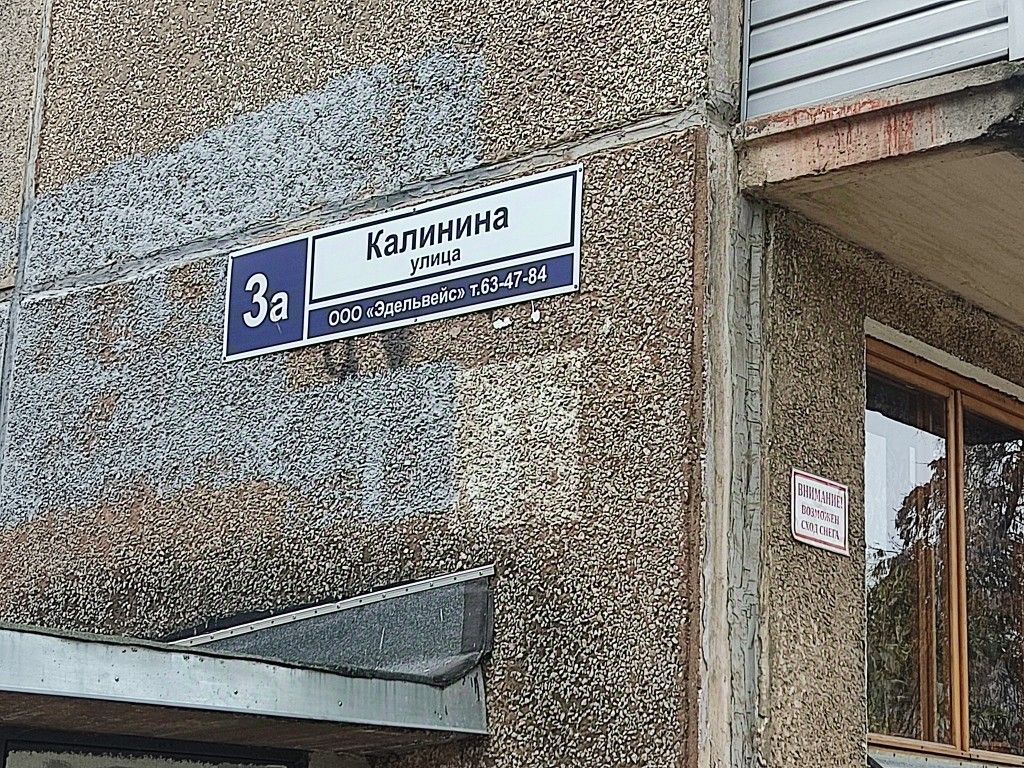 3а
Калинина
улица
ООО «Эдельвейс» т.63-47-84
ВНИМАНИЕ!
ВОЗМОЖЕН
СХОД СНЕГА